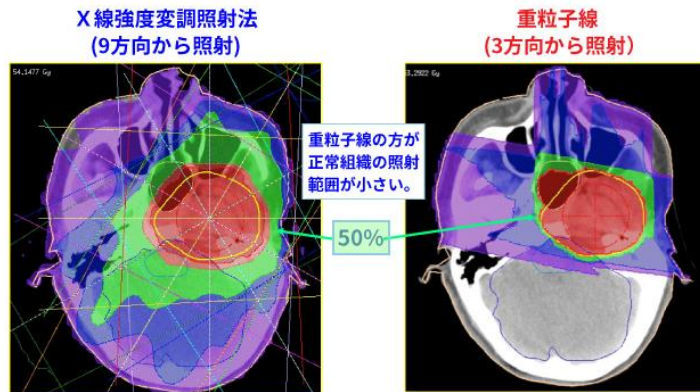 X線強度変調照射法
(9方向から照射)
重粒子線
(3方向から照射）
54.1477 Gy
重粒子線の方が
正常組織の照射
範囲が小さい。
50%